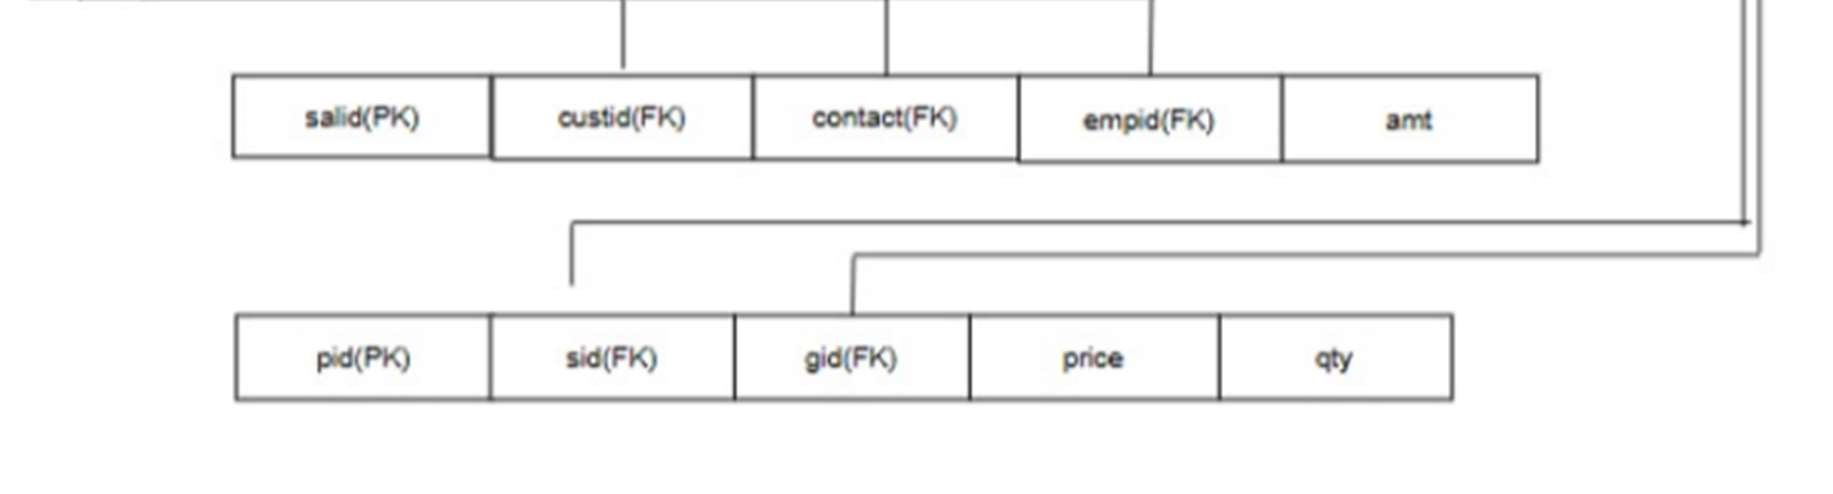 salid(PK) custid(FK) contact(FK) empid(FK) amt
pid(PK) sid(FK) gid(FK) price qty